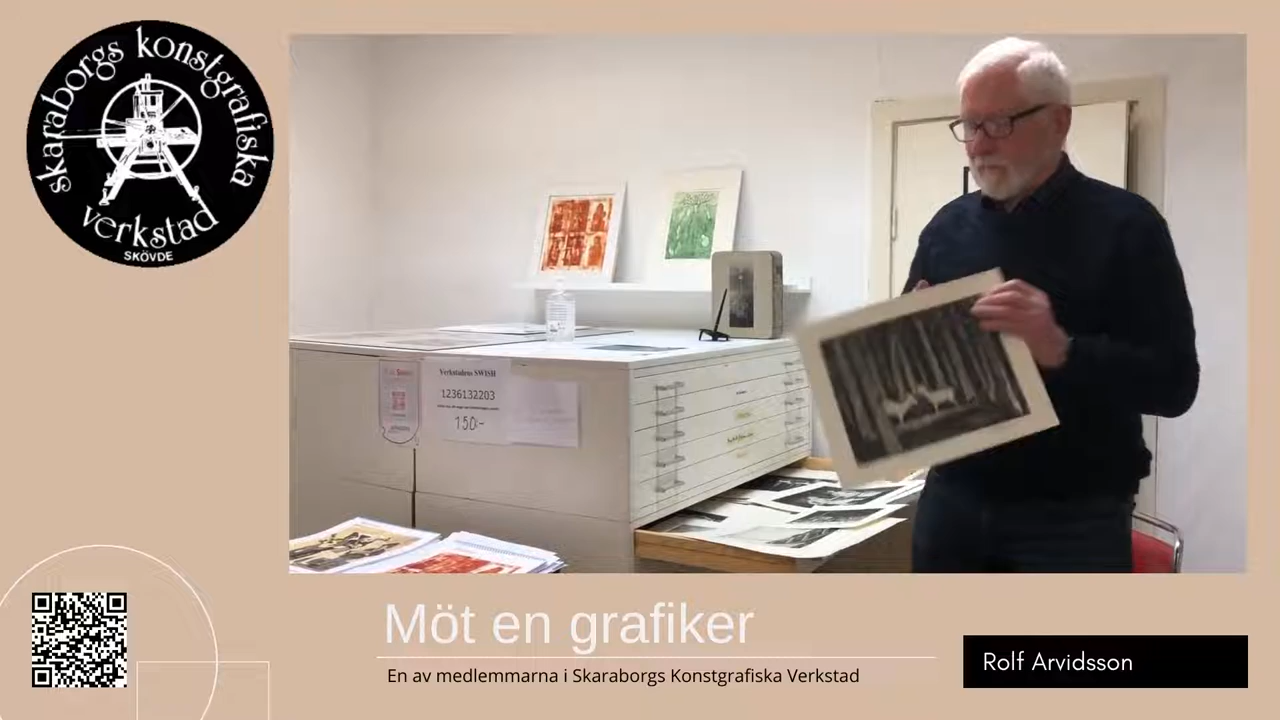 skaraborgs konstgrafiska
verkstad
SKÖVDE
Verkstadens SWISH
1236132203
150:-
Möt en grafiker
En av medlemmarna i Skaraborgs Konstgrafiska Verkstad
Rolf Arvidsson